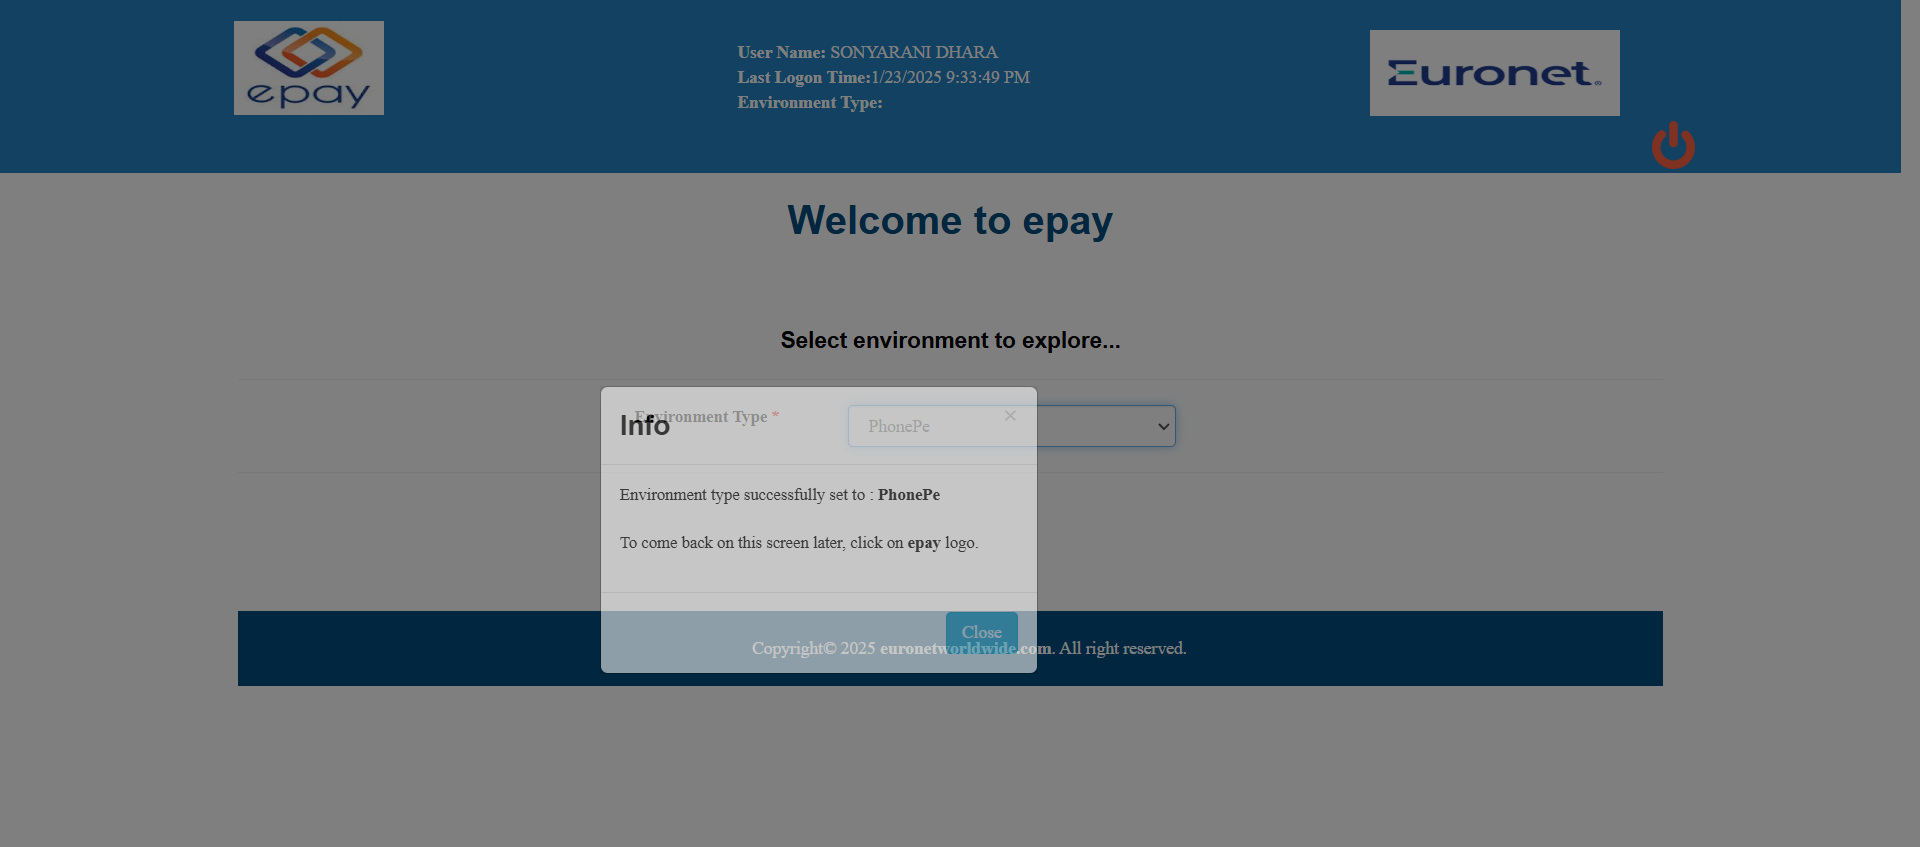 epay
User Name: SONYARANI DHARA
Last Logon Time:1/23/2025 9:33:49 PM
Environment Type:
Euronet
Welcome to epay
Select environment to explore...
Environment Type *
PhonePe
Info
×
Environment type successfully set to : PhonePe
To come back on this screen later, click on epay logo.
Close
Copyright© 2025 euronetworldwide.com. All right reserved.